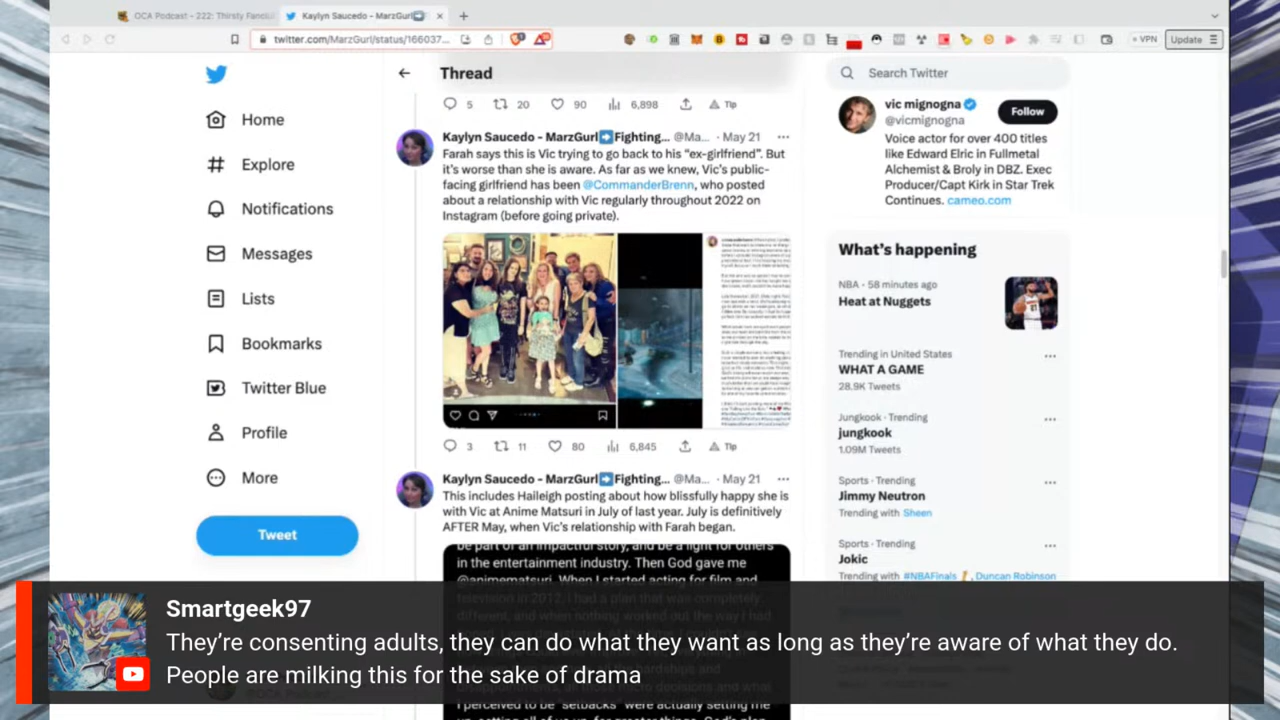 OCA Podcast - 222: Thirsty Fanclub
Kaylyn Saucedo - MarzGurl➡️
twitter.com/MarzGurl/status/166037...
VPN
Update
Thread
Search Twitter
Home
Explore
Notifications
Messages
Lists
Bookmarks
Twitter Blue
Profile
More
Tweet
5 20 90 6,898 Tip
Kaylyn Saucedo - MarzGurl➡️Fighting... @Ma... · May 21
Farah says this is Vic trying to go back to his “ex-girlfriend”. But
it's worse than she is aware. As far as we knew, Vic's public-
facing girlfriend has been @CommanderBrenn, who posted
about a relationship with Vic regularly throughout 2022 on
Instagram (before going private).
3 11 80 6,845 Tip
Kaylyn Saucedo - MarzGurl➡️Fighting... @Ma... · May 21
This includes Haileigh posting about how blissfully happy she is
with Vic at Anime Matsuri in July of last year. July is definitively
AFTER May, when Vic's relationship with Farah began.
be part of an impactful story, and be a light for others
in the entertainment industry. Then God gave me
@animematsuri. When I started acting for film and
television in 2012, I had a plan that was completely
different, and when nothing worked out the way I had
I perceived to be "setbacks" were actually setting me
vic mignogna
@vicmignogna
Follow
Voice actor for over 400 titles
like Edward Elric in Fullmetal
Alchemist & Broly in DBZ. Exec
Producer/Capt Kirk in Star Trek
Continues. cameo.com
What's happening
NBA · 58 minutes ago
Heat at Nuggets
Trending in United States
WHAT A GAME
28.9K Tweets
Jungkook · Trending
jungkook
1.09M Tweets
Sports · Trending
Jimmy Neutron
Trending with Sheen
Sports · Trending
Jokic
Trending with #NBAFinals, Duncan Robinson
Smartgeek97
They're consenting adults, they can do what they want as long as they're aware of what they do.
People are milking this for the sake of drama